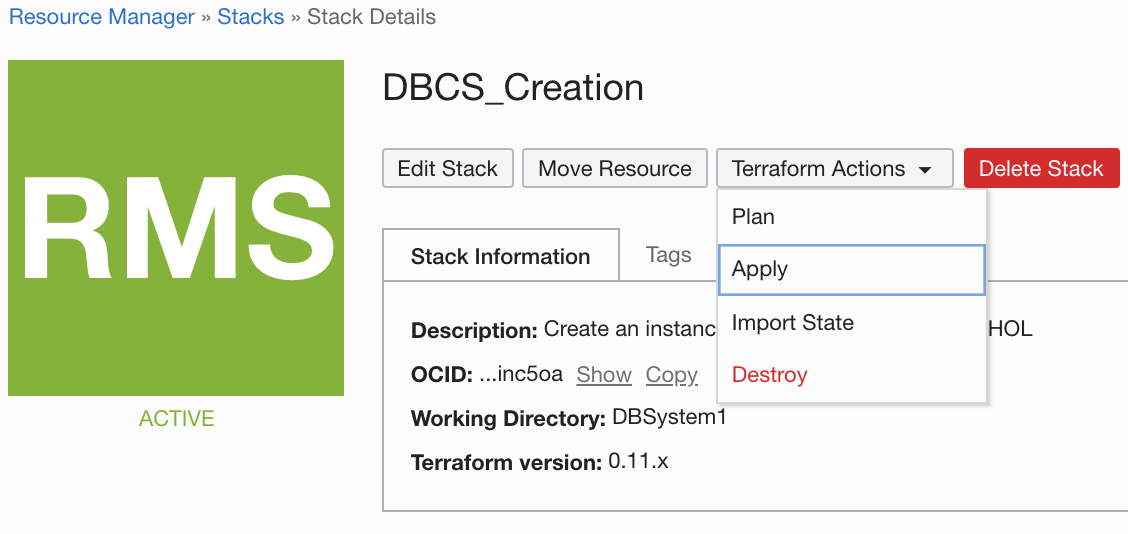 Resource Manager » Stacks » Stack Details
RMS
ACTIVE
DBCS_Creation
Edit Stack Move Resource Terraform Actions Delete Stack
Plan
Apply
Import State
Destroy
Stack Information Tags
Description: Create an instanc HOL
OCID: ...inc5oa Show Copy
Working Directory: DBSystem1
Terraform version: 0.11.x